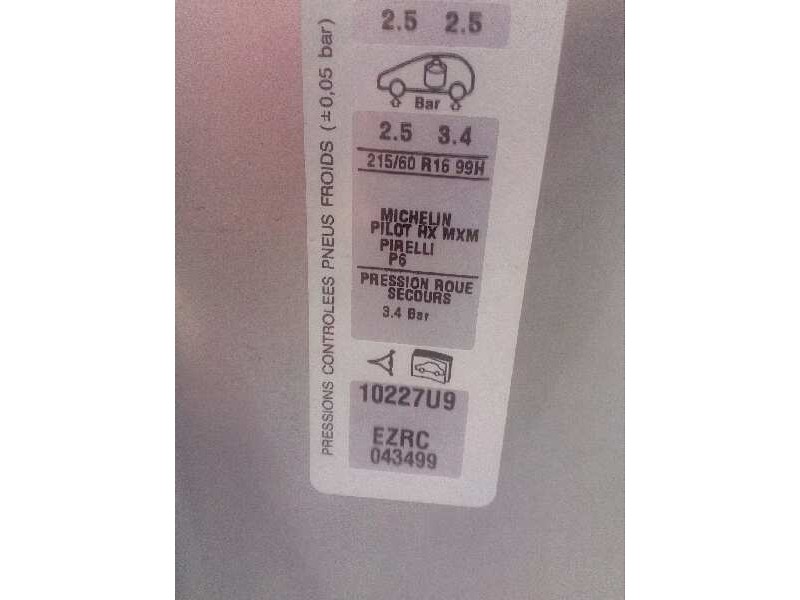 2.5 2.5
Bar
2.5 3.4
215/60 R16 99H
MICHELIN
PILOT HX MXM
PIRELLI
P6
PRESSION ROUE
SECOURS
3.4 Bar
10227U9
EZRC
043499
PRESSIONS CONTROLEES PNEUS FROIDS (±0,05 bar)